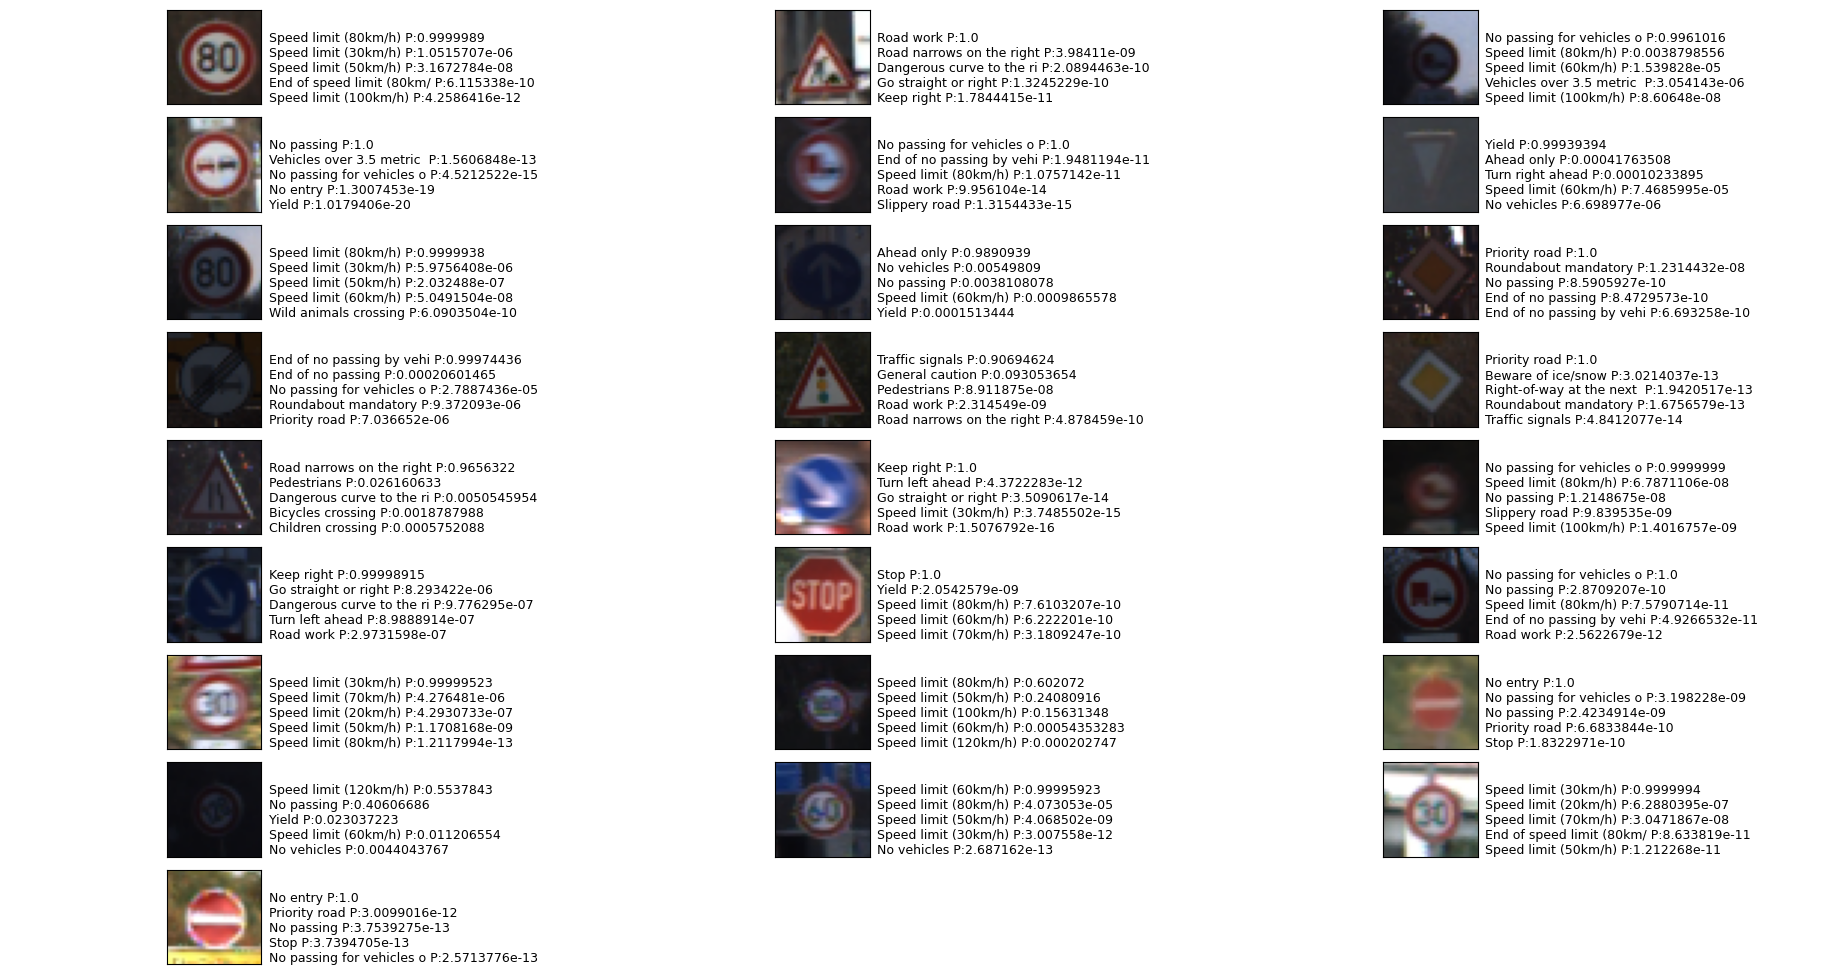 80
Speed limit (80km/h) P:0.9999989
Speed limit (30km/h) P:1.0515707e-06
Speed limit (50km/h) P:3.1672784e-08
End of speed limit (80km/ P:6.115338e-10
Speed limit (100km/h) P:4.2586416e-12
Road work P:1.0
Road narrows on the right P:3.98411e-09
Dangerous curve to the ri P:2.0894463e-10
Go straight or right P:1.3245229e-10
Keep right P:1.7844415e-11
No passing for vehicles o P:0.9961016
Speed limit (80km/h) P:0.0038798556
Speed limit (60km/h) P:1.539828e-05
Vehicles over 3.5 metric  P:3.054143e-06
Speed limit (100km/h) P:8.60648e-08
No passing P:1.0
Vehicles over 3.5 metric  P:1.5606848e-13
No passing for vehicles o P:4.5212522e-15
No entry P:1.3007453e-19
Yield P:1.0179406e-20
No passing for vehicles o P:1.0
End of no passing by vehi P:1.9481194e-11
Speed limit (80km/h) P:1.0757142e-11
Road work P:9.956104e-14
Slippery road P:1.3154433e-15
Yield P:0.99939394
Ahead only P:0.00041763508
Turn right ahead P:0.00010233895
Speed limit (60km/h) P:7.4685995e-05
No vehicles P:6.698977e-06
80
Speed limit (80km/h) P:0.9999938
Speed limit (30km/h) P:5.9756408e-06
Speed limit (50km/h) P:2.032488e-07
Speed limit (60km/h) P:5.0491504e-08
Wild animals crossing P:6.0903504e-10
Ahead only P:0.9890939
No vehicles P:0.00549809
No passing P:0.0038108078
Speed limit (60km/h) P:0.0009865578
Yield P:0.0001513444
Priority road P:1.0
Roundabout mandatory P:1.2314432e-08
No passing P:8.5905927e-10
End of no passing P:8.4729573e-10
End of no passing by vehi P:6.693258e-10
End of no passing by vehi P:0.99974436
End of no passing P:0.00020601465
No passing for vehicles o P:2.7887436e-05
Roundabout mandatory P:9.372093e-06
Priority road P:7.036652e-06
Traffic signals P:0.90694624
General caution P:0.093053654
Pedestrians P:8.911875e-08
Road work P:2.314549e-09
Road narrows on the right P:4.878459e-10
Priority road P:1.0
Beware of ice/snow P:3.0214037e-13
Right-of-way at the next  P:1.9420517e-13
Roundabout mandatory P:1.6756579e-13
Traffic signals P:4.8412077e-14
Road narrows on the right P:0.9656322
Pedestrians P:0.026160633
Dangerous curve to the ri P:0.0050545954
Bicycles crossing P:0.0018787988
Children crossing P:0.0005752088
Keep right P:1.0
Turn left ahead P:4.3722283e-12
Go straight or right P:3.5090617e-14
Speed limit (30km/h) P:3.7485502e-15
Road work P:1.5076792e-16
No passing for vehicles o P:0.9999999
Speed limit (80km/h) P:6.7871106e-08
No passing P:1.2148675e-08
Slippery road P:9.839535e-09
Speed limit (100km/h) P:1.4016757e-09
Keep right P:0.99998915
Go straight or right P:8.293422e-06
Dangerous curve to the ri P:9.776295e-07
Turn left ahead P:8.9888914e-07
Road work P:2.9731598e-07
STOP
Stop P:1.0
Yield P:2.0542579e-09
Speed limit (80km/h) P:7.6103207e-10
Speed limit (60km/h) P:6.222201e-10
Speed limit (70km/h) P:3.1809247e-10
No passing for vehicles o P:1.0
No passing P:2.8709207e-10
Speed limit (80km/h) P:7.5790714e-11
End of no passing by vehi P:4.9266532e-11
Road work P:2.5622679e-12
30
Speed limit (30km/h) P:0.99999523
Speed limit (70km/h) P:4.276481e-06
Speed limit (20km/h) P:4.2930733e-07
Speed limit (50km/h) P:1.1708168e-09
Speed limit (80km/h) P:1.2117994e-13
Speed limit (80km/h) P:0.602072
Speed limit (50km/h) P:0.24080916
Speed limit (100km/h) P:0.15631348
Speed limit (60km/h) P:0.00054353283
Speed limit (120km/h) P:0.000202747
No entry P:1.0
No passing for vehicles o P:3.198228e-09
No passing P:2.4234914e-09
Priority road P:6.6833844e-10
Stop P:1.8322971e-10
Speed limit (120km/h) P:0.5537843
No passing P:0.40606686
Yield P:0.023037223
Speed limit (60km/h) P:0.011206554
No vehicles P:0.0044043767
60
Speed limit (60km/h) P:0.99995923
Speed limit (80km/h) P:4.073053e-05
Speed limit (50km/h) P:4.068502e-09
Speed limit (30km/h) P:3.007558e-12
No vehicles P:2.687162e-13
30
Speed limit (30km/h) P:0.9999994
Speed limit (20km/h) P:6.2880395e-07
Speed limit (70km/h) P:3.0471867e-08
End of speed limit (80km/ P:8.633819e-11
Speed limit (50km/h) P:1.212268e-11
No entry P:1.0
Priority road P:3.0099016e-12
No passing P:3.7539275e-13
Stop P:3.7394705e-13
No passing for vehicles o P:2.5713776e-13